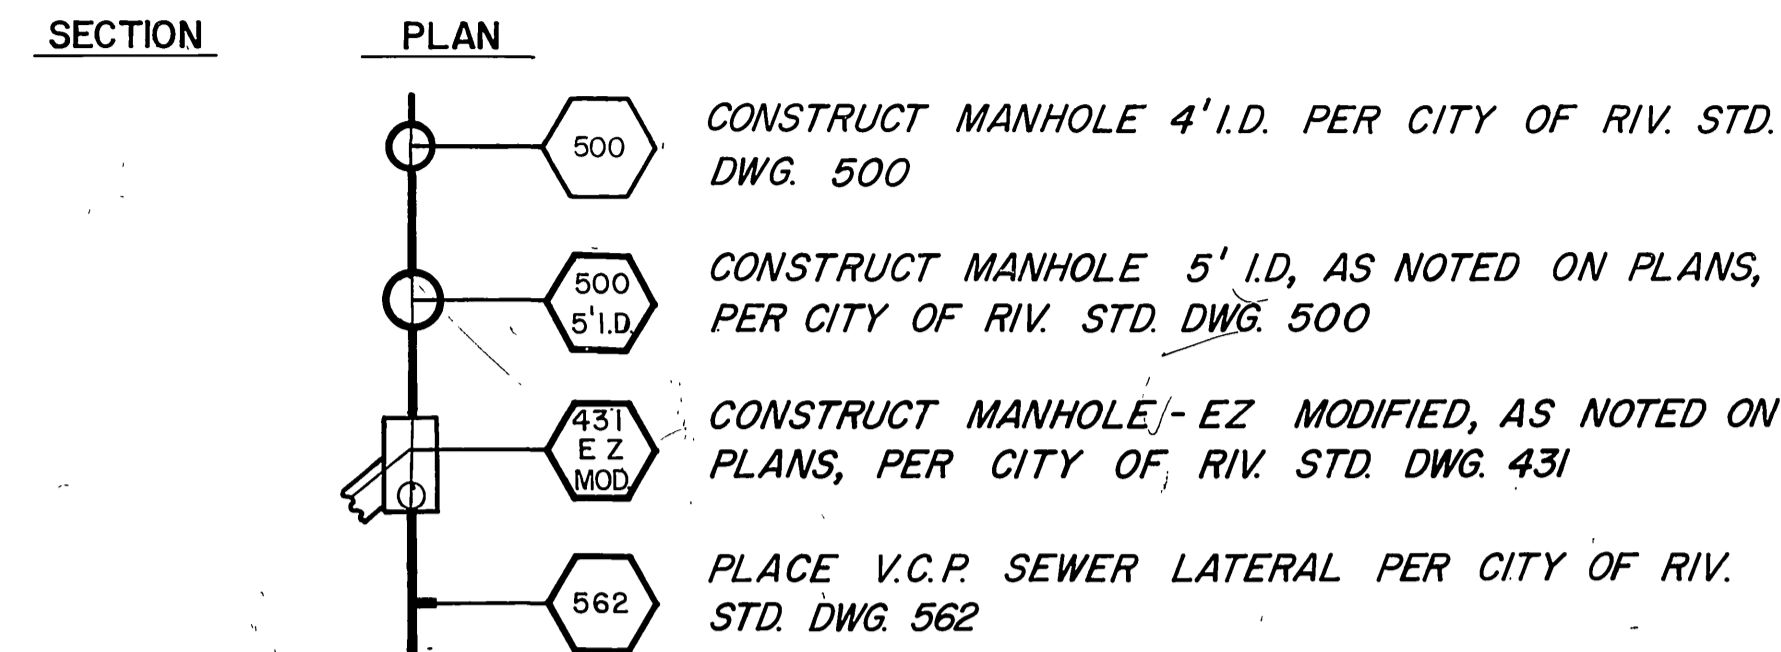 SECTION
PLAN
500
CONSTRUCT MANHOLE 4' I.D. PER CITY OF RIV. STD.
DWG. 500
500
5' I.D.
CONSTRUCT MANHOLE 5' I.D, AS NOTED ON PLANS,
PER CITY OF RIV. STD. DWG. 500
431
E Z
MOD.
CONSTRUCT MANHOLE - EZ MODIFIED, AS NOTED ON
PLANS, PER CITY OF RIV. STD. DWG. 431
562
PLACE V.C.P. SEWER LATERAL PER CITY OF RIV.
STD. DWG. 562